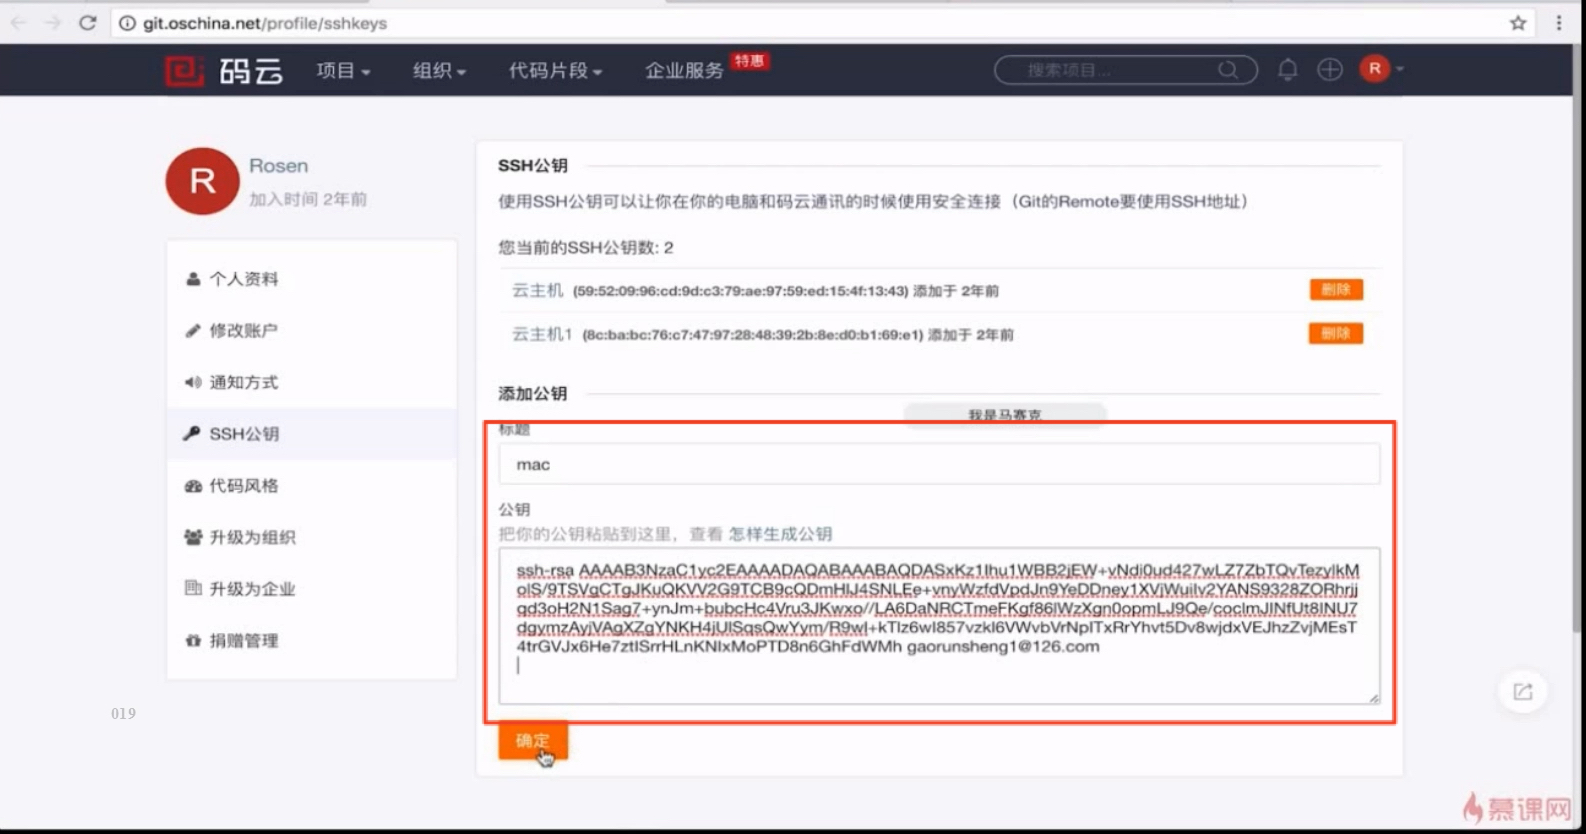 git.oschina.net/profile/sshkeys
码云 项目 组织 代码片段 企业服务 特惠 搜索项目... R
R Rosen
加入时间 2年前
个人资料
修改账户
通知方式
SSH公钥
代码风格
升级为组织
升级为企业
捐赠管理
SSH公钥
使用SSH公钥可以让你在你的电脑和码云通讯的时候使用安全连接（Git的Remote要使用SSH地址）
您当前的SSH公钥数: 2
云主机 (59:52:09:96:cd:9d:c3:79:ae:97:59:ed:15:4f:13:43) 添加于 2年前 删除
云主机1 (8c:ba:bc:76:c7:47:97:28:48:39:2b:8e:d0:b1:69:e1) 添加于 2年前 删除
添加公钥
我是马赛克
标题
mac
公钥
把你的公钥粘贴到这里，查看 怎样生成公钥
ssh-rsa
gaorunsheng1@126.com
确定
019
慕课网